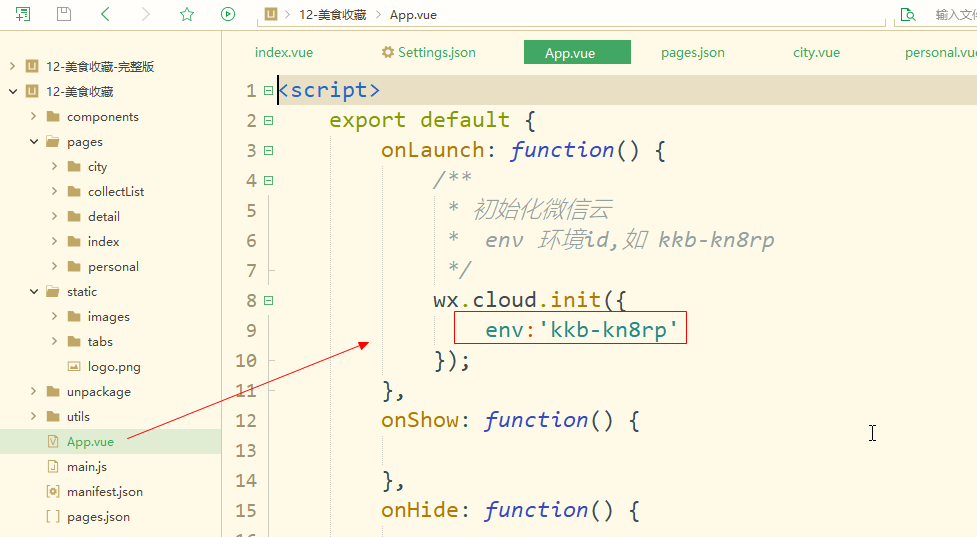 12-美食收藏
App.vue
输入文件
index.vue
Settings.json
App.vue
pages.json
city.vue
personal.vue
12-美食收藏-完整版
12-美食收藏
components
pages
city
collectList
detail
index
personal
static
images
tabs
logo.png
unpackage
utils
App.vue
main.js
manifest.json
pages.json
1 <script>
2 export default {
3 onLaunch: function() {
4 /**
5 * 初始化微信云
6 * env 环境id,如 kkb-kn8rp
7 */
8 wx.cloud.init({
9 env:'kkb-kn8rp'
10 });
11 },
12 onShow: function() {
13
14 },
15 onHide: function() {